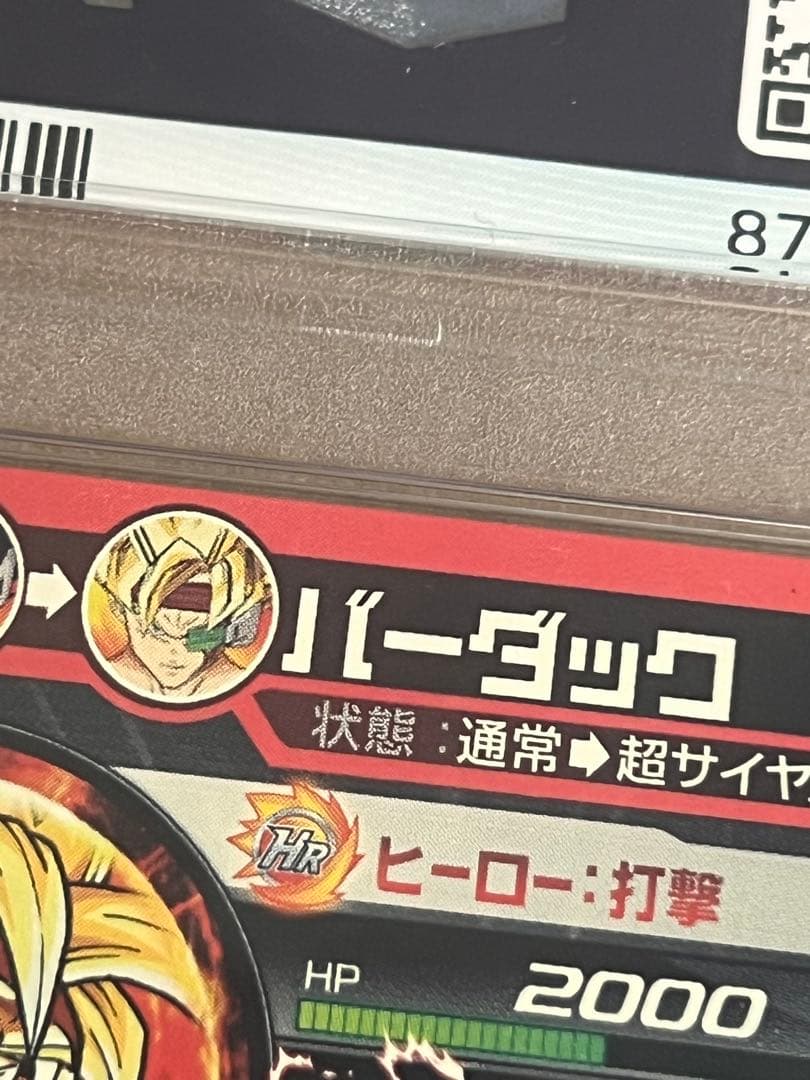 87
バーダック
状態:通常➡超サイヤ
HR ヒーロー:打撃
HP 2000